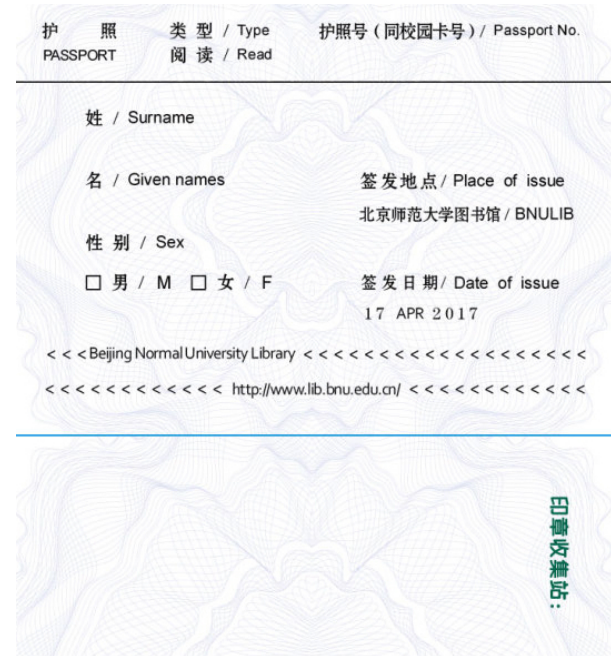 护 照 类 型 / Type 护照号 ( 同校园卡号 ) / Passport No.
PASSPORT 阅 读 / Read
姓 / Surname
名 / Given names 签 发 地 点 / Place of issue
北京师范大学图书馆 / BNULIB
性 别 / Sex
□ 男 / M □ 女 / F 签 发 日 期 / Date of issue
17 APR 2017
< < < Beijing Normal University Library < < < < < < < < < < < < < < < < < < <
< < < < < < < < < < < < http://www.lib.bnu.edu.cn/ < < < < < < < < < < < <
印章收集站：